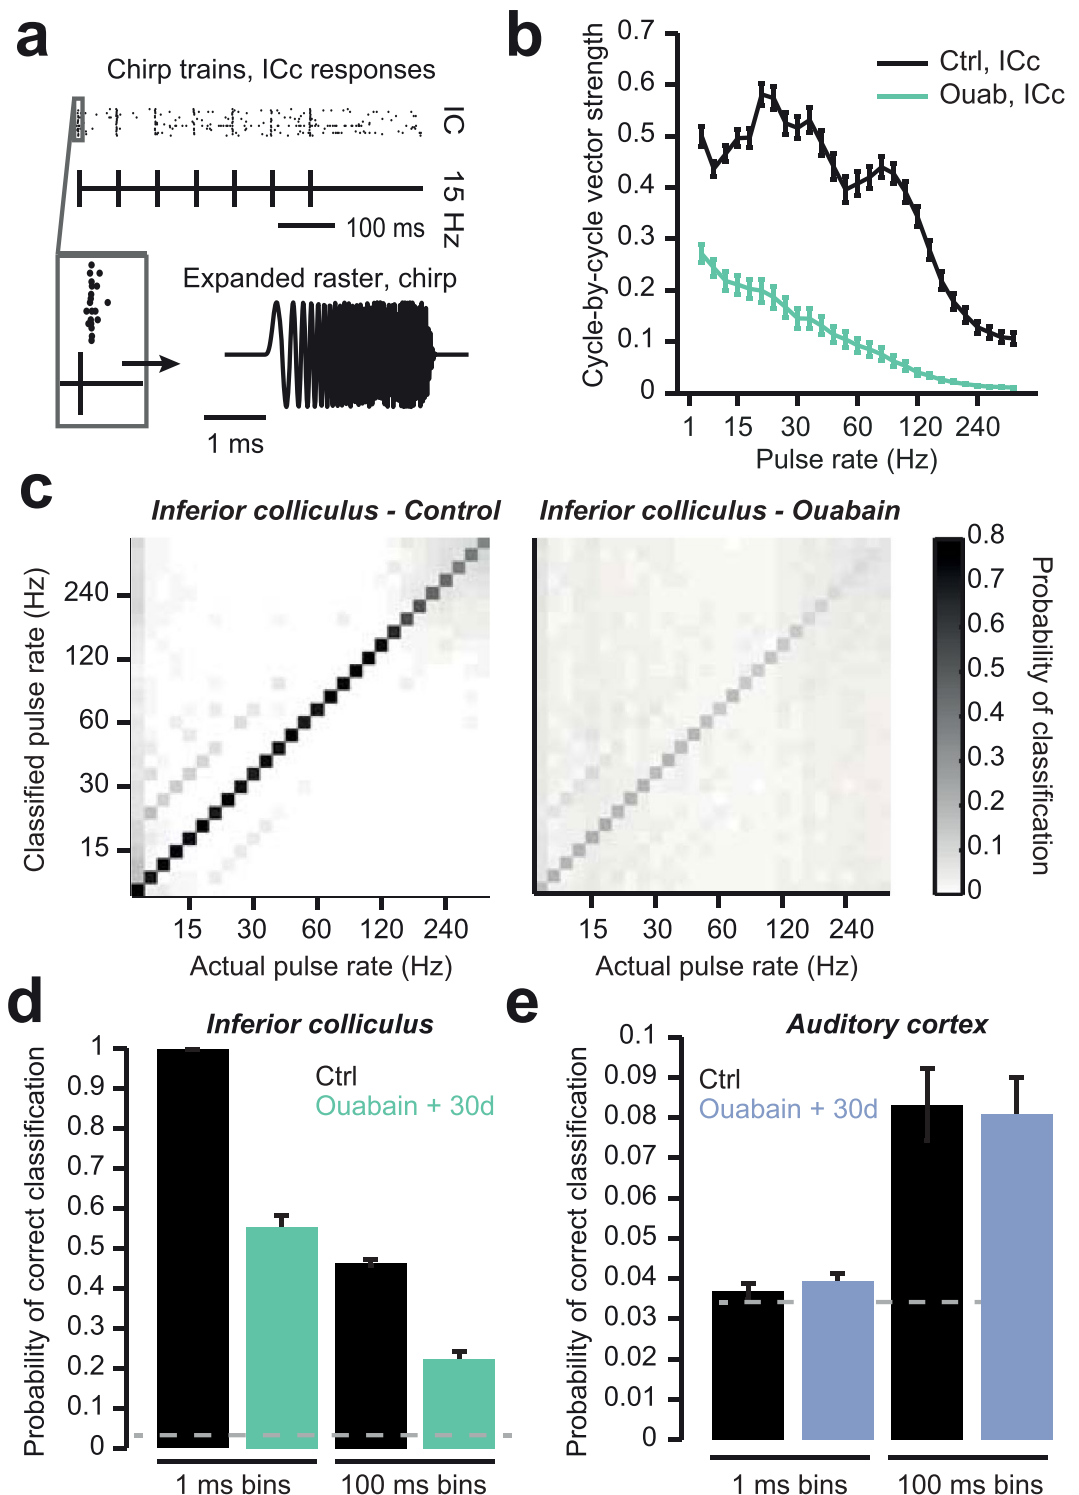 a
Chirp trains, ICc responses
IC
15 Hz
100 ms
Expanded raster, chirp
1 ms
b
Cycle-by-cycle vector strength
0.7
0.6
0.5
0.4
0.3
0.2
0.1
0
Ctrl, ICc
Ouab, ICc
1 15 30 60 120 240
Pulse rate (Hz)
c
Inferior colliculus - Control
Classified pulse rate (Hz)
240
120
60
30
15
15 30 60 120 240
Actual pulse rate (Hz)
Inferior colliculus - Ouabain
15 30 60 120 240
Actual pulse rate (Hz)
0.8
0.7
0.6
0.5
0.4
0.3
0.2
0.1
0
Probability of classification
d
Inferior colliculus
Probability of correct classification
1
0.9
0.8
0.7
0.6
0.5
0.4
0.3
0.2
0.1
0
Ctrl
Ouabain + 30d
1 ms bins 100 ms bins
e
Auditory cortex
Probability of correct classification
0.1
0.09
0.08
0.07
0.06
0.05
0.04
0.03
0.02
0.01
0
Ctrl
Ouabain + 30d
1 ms bins 100 ms bins